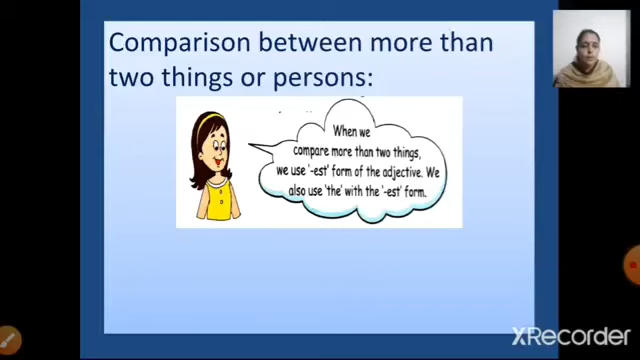 Comparison between more than
two things or persons:
When we
compare more than two things,
we use '-est' form of the adjective. We
also use 'the' with the '-est' form.
XRecorder